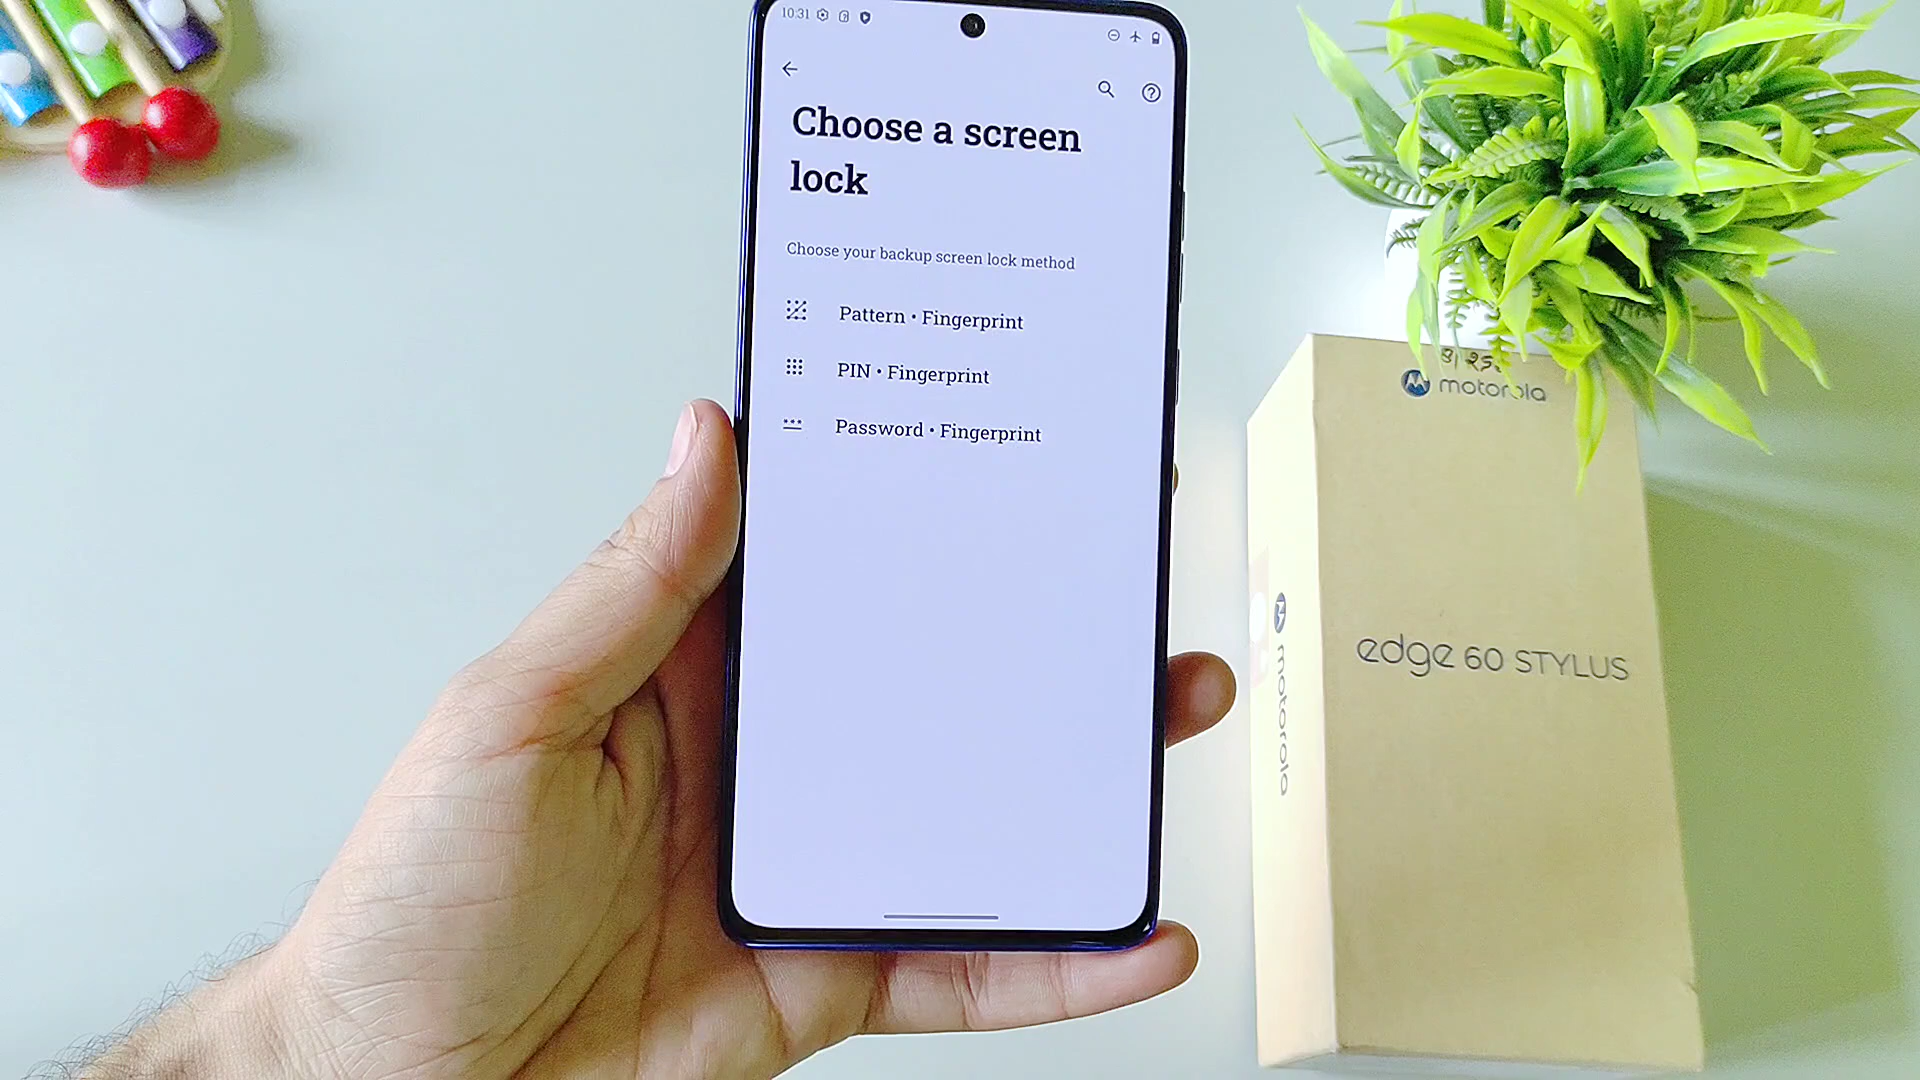 10:31
Choose a screen
lock
Choose your backup screen lock method
Pattern • Fingerprint
PIN • Fingerprint
Password • Fingerprint
motorola
edge 60 STYLUS
motorola